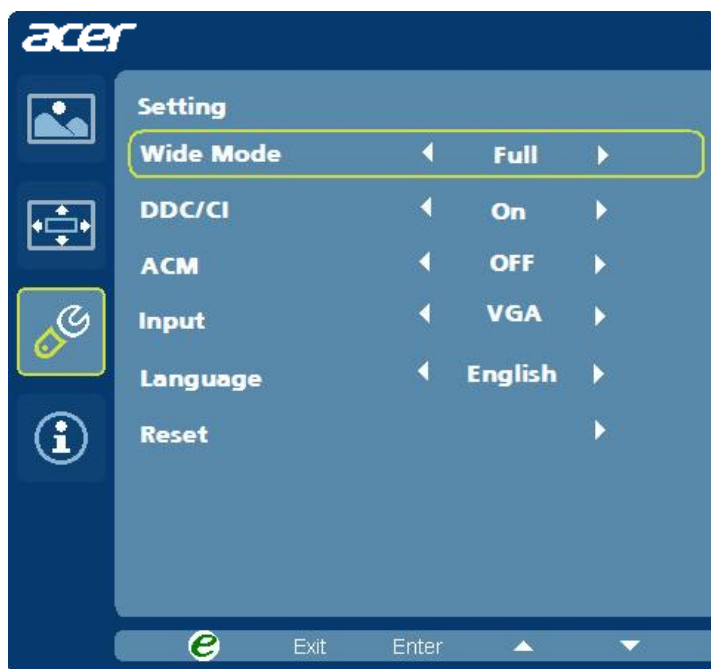 acer
Setting
Wide Mode Full
DDC/CI On
ACM OFF
Input VGA
Language English
Reset
e Exit Enter